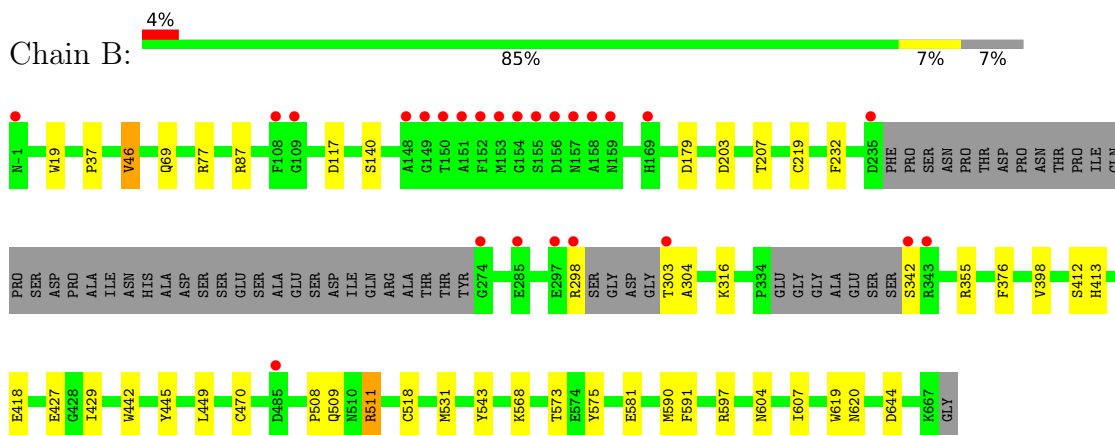 4%
Chain B:
85%
7%
7%
N-1
W19
P37
V46
Q69
R77
R87
F108
G109
D117
S140
A148
G149
T150
A151
F152
M153
G154
S155
D156
N157
A158
N159
H169
D179
D203
T207
C219
F232
D235
PHE
PRO
SER
ASN
PRO
THR
ASP
PRO
ASN
THR
PRO
ILE
GLN
PRO
SER
ASP
PRO
ALA
ILE
ASN
HIS
ALA
ASP
SER
SER
GLU
SER
ALA
GLU
SER
ASP
ILE
GLN
ARG
ALA
THR
THR
TYR
G274
E285
E297
R298
SER
GLY
ASP
GLY
T303
A304
K316
P334
GLU
GLY
GLY
ALA
GLU
SER
SER
S342
R343
R355
F376
V398
S412
H413
E418
E427
G428
I429
W442
Y445
L449
C470
D485
P508
Q509
N510
R511
C518
M531
Y543
K568
T573
E574
Y575
E581
M590
F591
R597
N604
I607
W619
N620
D644
K667
GLY